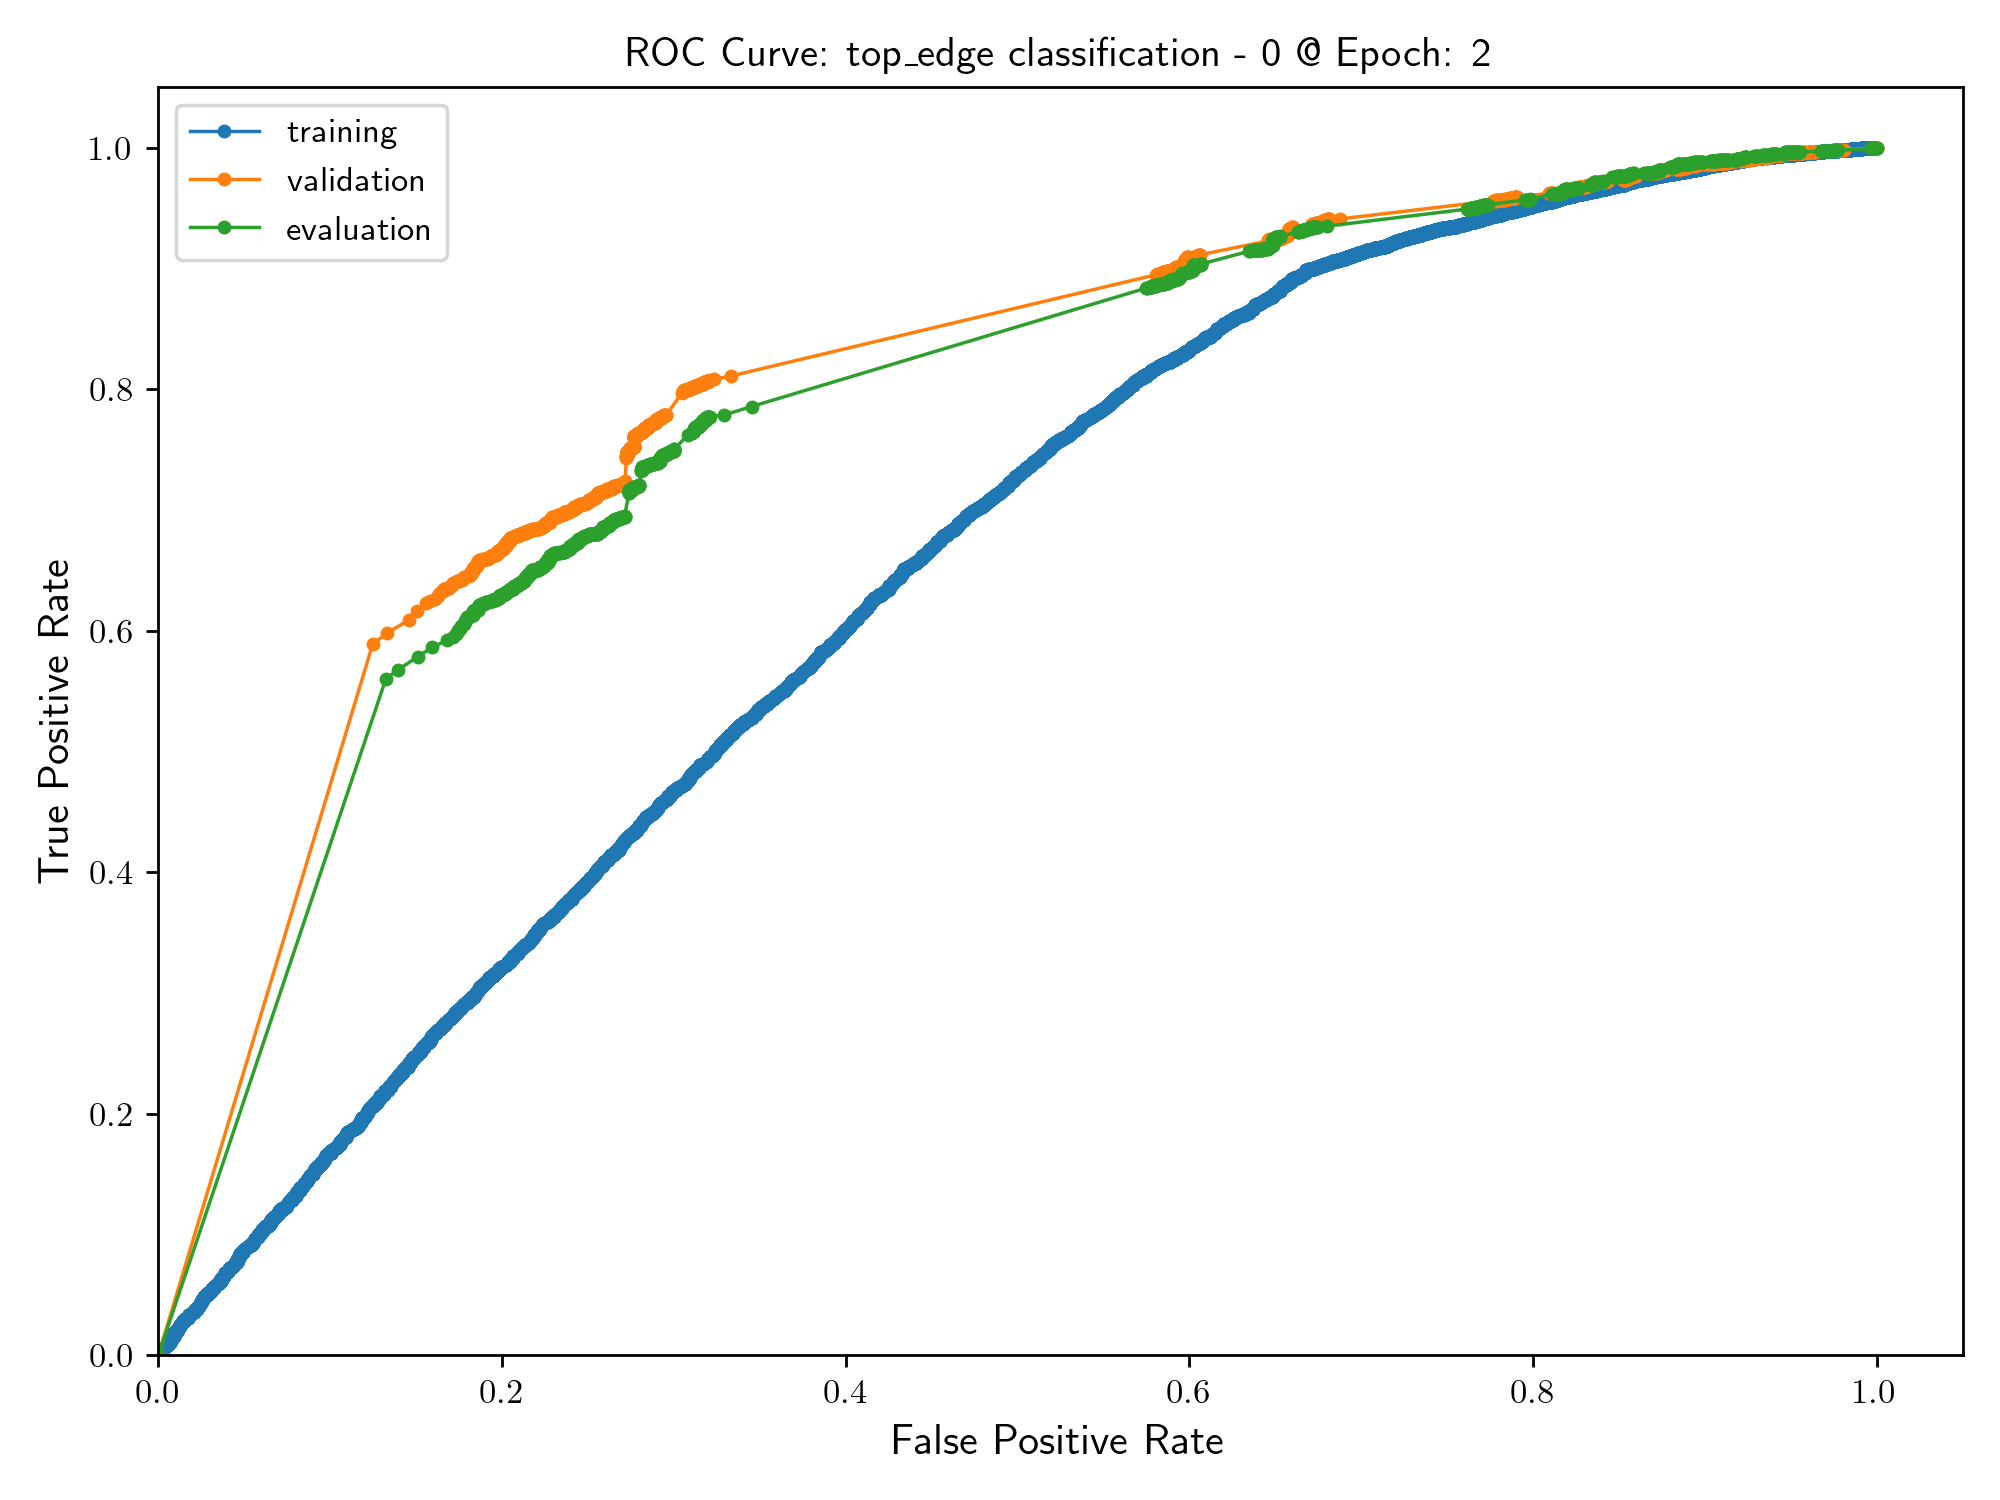 ROC Curve: top_edge classification - 0 @ Epoch: 2
training
validation
evaluation
True Positive Rate
1.0
0.8
0.6
0.4
0.2
0.0
0.0 0.2 0.4 0.6 0.8 1.0
False Positive Rate